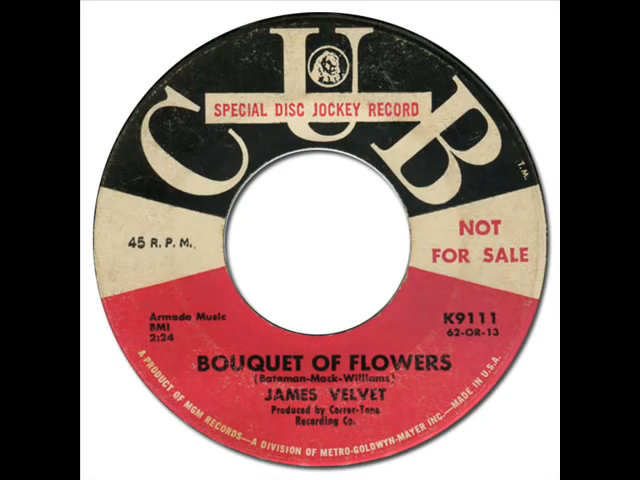 CUB
SPECIAL DISC JOCKEY RECORD
T.M.
NOT
FOR SALE
45 R.P.M.
Armada Music
BMI
2:24
K9111
62-OR-13
BOUQUET OF FLOWERS
(Bateman-Mack-Williams)
JAMES VELVET
Produced by Correc-Tone
Recording Co.
A PRODUCT OF MGM RECORDS—A DIVISION OF METRO-GOLDWYN-MAYER INC.—MADE IN U.S.A.